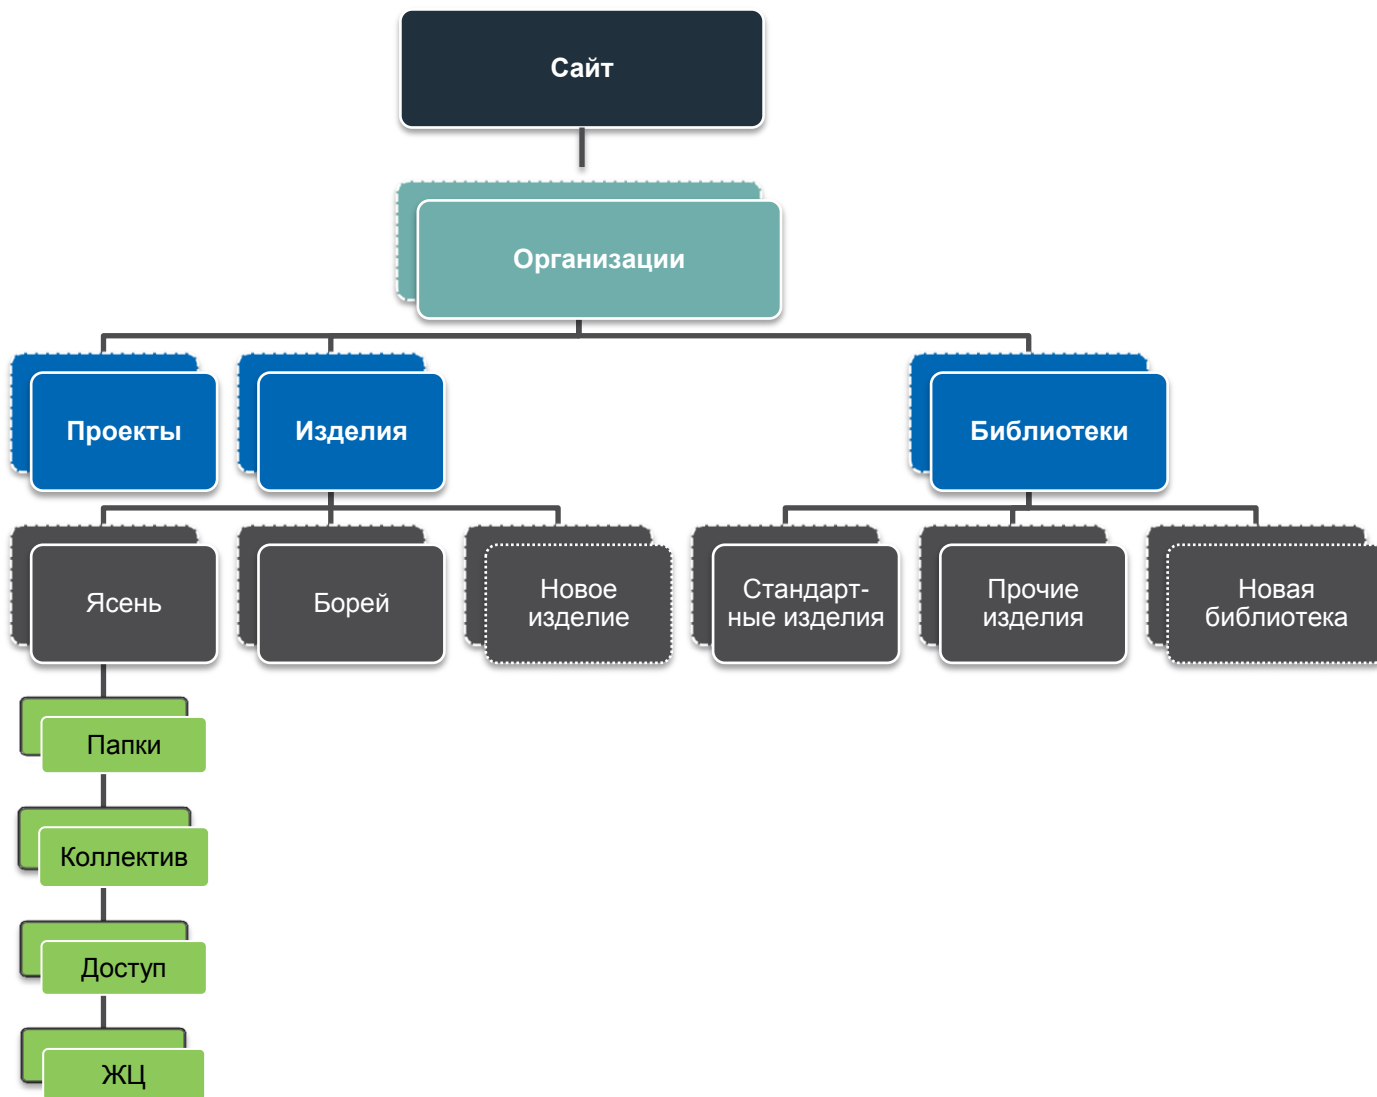 Сайт
Организации
Проекты
Изделия
Библиотеки
Ясень
Борей
Новое
изделие
Стандарт-
ные изделия
Прочие
изделия
Новая
библиотека
Папки
Коллектив
Доступ
ЖЦ